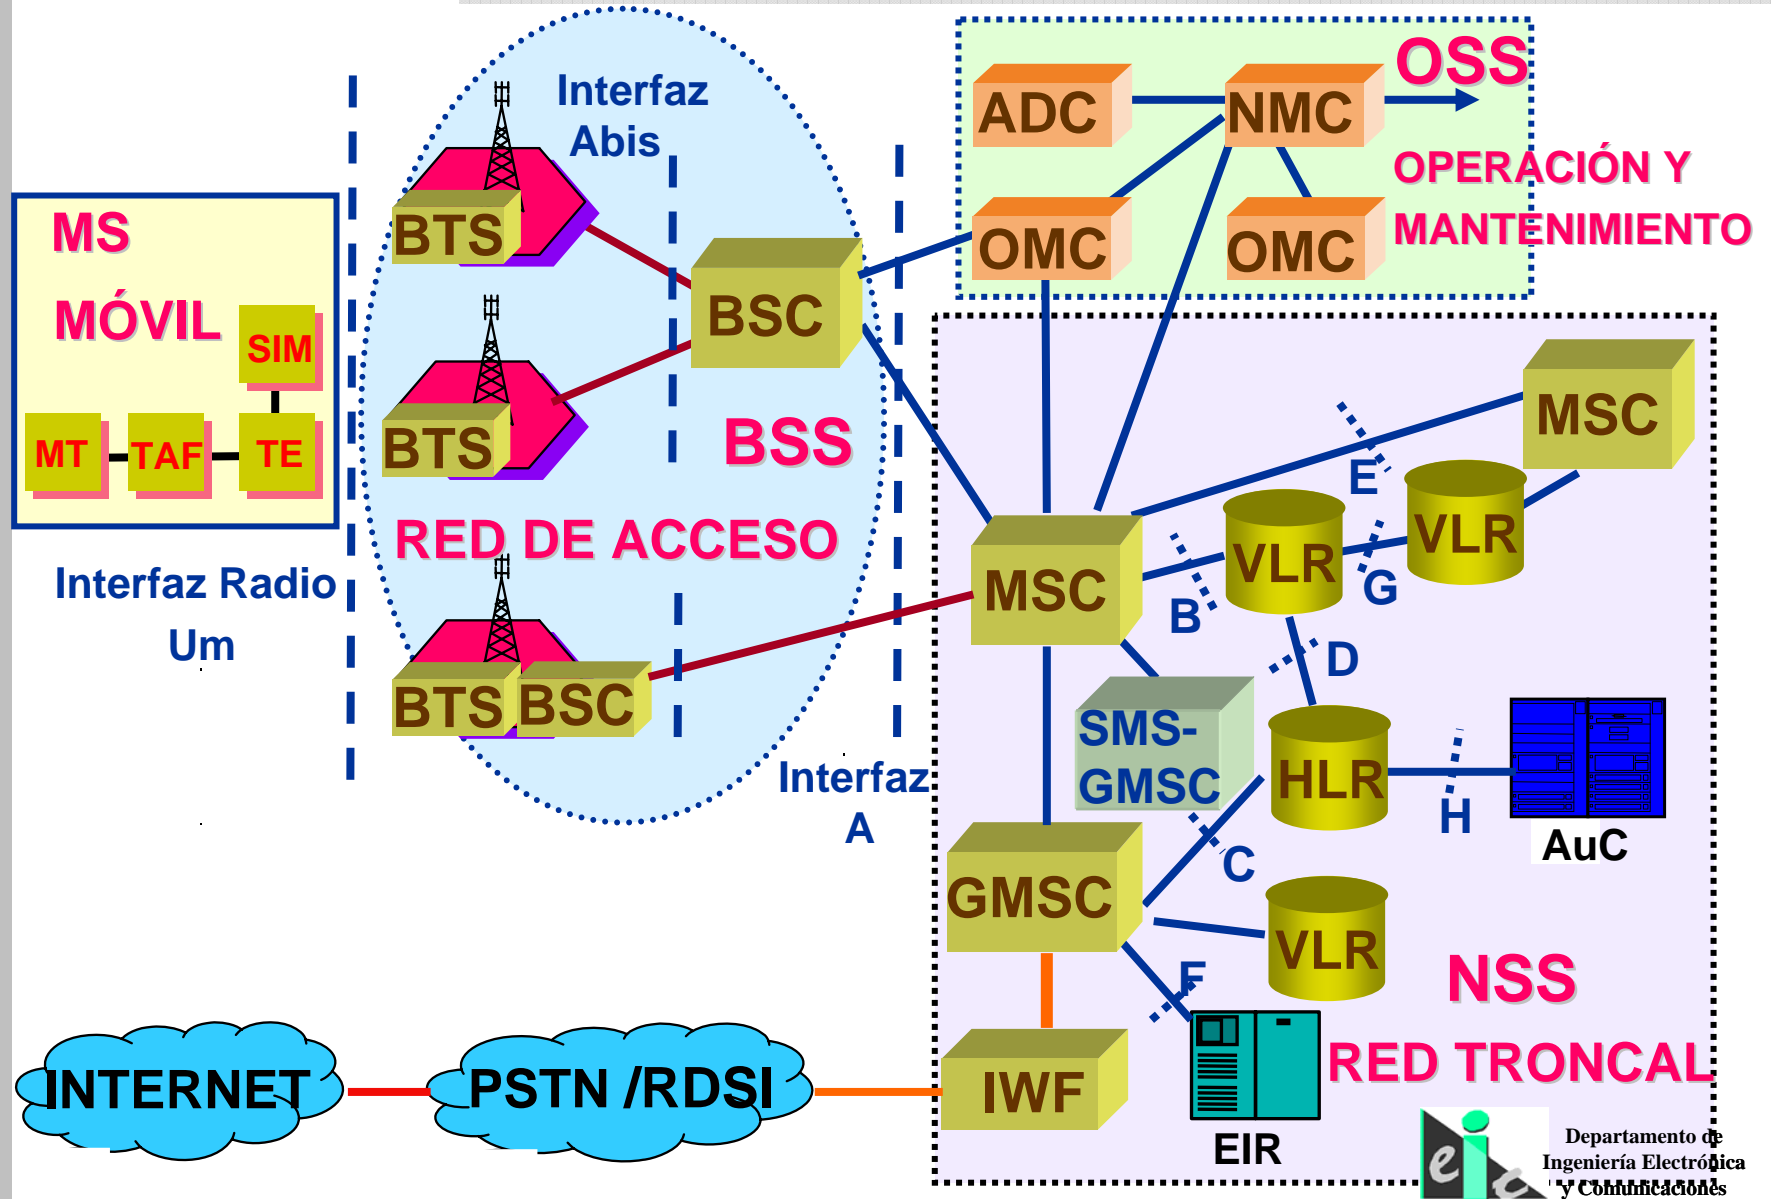 MS
MÓVIL
SIM
MT
TAF
TE
Interfaz Radio
Um
Interfaz
Abis
BTS
BSC
BTS
BSS
RED DE ACCESO
BTS
BSC
Interfaz
A
OSS
ADC
NMC
OPERACIÓN Y
MANTENIMIENTO
OMC
OMC
MSC
E
VLR
VLR
G
MSC
B
D
SMS-
GMSC
HLR
H
AuC
C
GMSC
VLR
F
NSS
RED TRONCAL
IWF
EIR
INTERNET
PSTN /RDSI
eic
Departamento de
Ingeniería Electrónica
y Comunicaciones